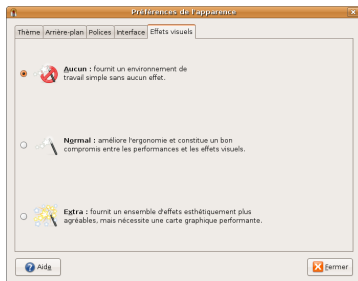 Préférences de l'apparence
Thème Arrière-plan Polices Interface Effets visuels
Aucun : fournit un environnement de
travail simple sans aucun effet.
Normal : améliore l'ergonomie et constitue un bon
compromis entre les performances et les effets visuels.
Extra : fournit un ensemble d'effets esthétiquement plus
agréables, mais nécessite une carte graphique performante.
Aide Fermer